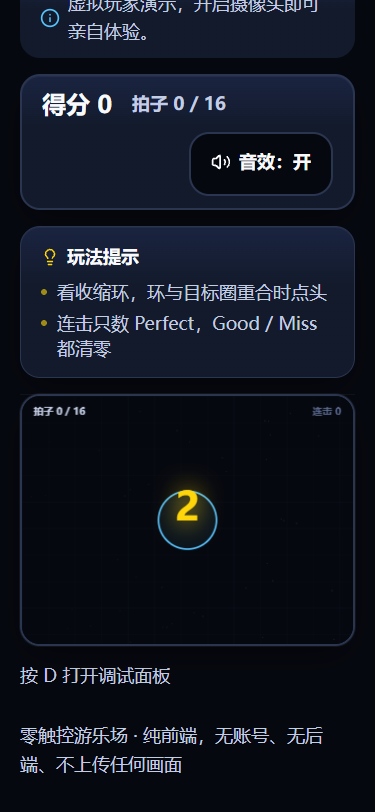 虚拟玩家演示，开启摄像头即可
亲自体验。
得分 0 拍子 0 / 16
音效：开
玩法提示
看收缩环，环与目标圈重合时点头
连击只数 Perfect，Good / Miss
都清零
拍子 0 / 16 连击 0
2
按 D 打开调试面板
零触控游乐场 · 纯前端，无账号、无后
端、不上传任何画面